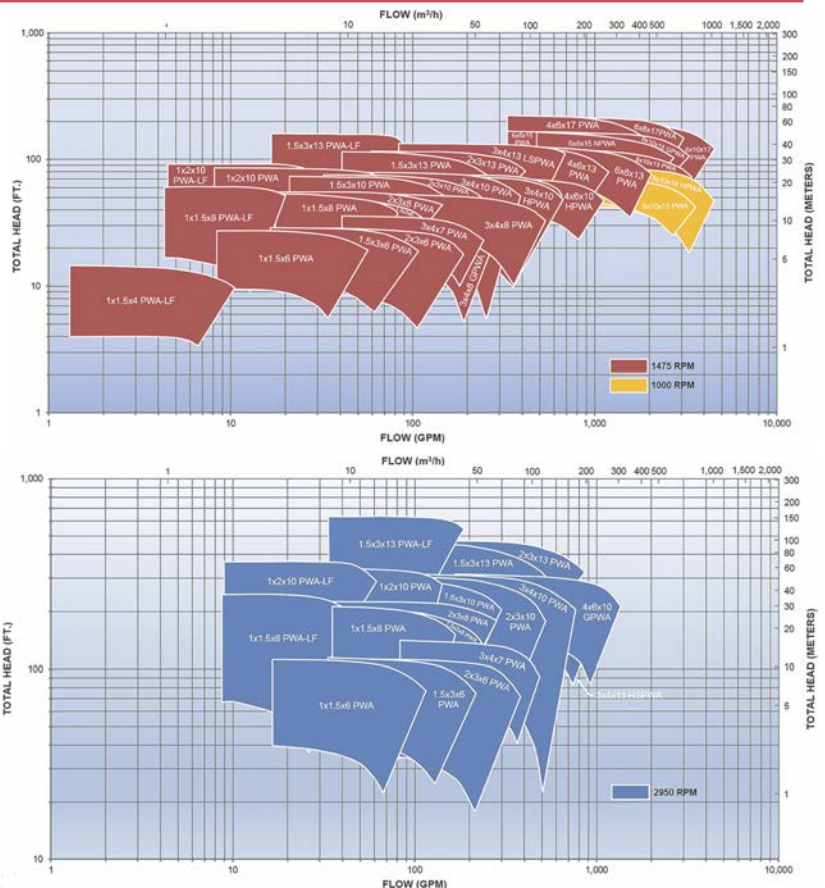 FLOW (m³/h)
10 50 80 100 200 300 400 500 1000 1,500 2,000
1,000
300
200
150
100
80
60
4x6x17 PWA
6x8x17PWA
6x8x15 NPWA
8x10x17 PWA
1.5x3x13 PWA-LF
3x4x13 LSPWA
8x10x13 PWA
100
40
30
1x2x10 PWA-LF
1x2x10 PWA
1.5x3x13 PWA
2x3x13 PWA
4x6x13 PWA
6x8x13 PWA
20
1.5x3x10 PWA
2x3x10 PWA
3x4x10 PWA
3x4x10 HPWA
4x6x10 HPWA
1x1.5x8 PWA-LF
1x1.5x8 PWA
2x3x8 PWA
3x4x8 PWA
10
3x4x7 PWA
1x1.5x6 PWA
1.5x3x6 PWA
2x3x6 PWA
3x4x8 GPWA
5
1x1.5x4 PWA-LF
10
TOTAL HEAD (FT.)
TOTAL HEAD (METERS)
1
1475 RPM
1000 RPM
1
1 10 100 1,000 10,000
FLOW (GPM)
FLOW (m³/h)
1 10 50 100 200 300 400 500 1,000 1,500 2,000
1,000
300
200
150
100
80
60
1.5x3x13 PWA-LF
1.5x3x13 PWA
2x3x13 PWA
1x2x10 PWA-LF
1x2x10 PWA
3x4x10 PWA
40
1.5x3x10 PWA
4x6x10 GPWA
30
1x1.5x8 PWA-LF
1x1.5x8 PWA
2x3x8 PWA
2x3x10 PWA
20
100
3x4x7 PWA
10
2x3x6 PWA
1x1.5x6 PWA
1.5x3x6 PWA
3x4x13 HSPWA
5
TOTAL HEAD (FT.)
TOTAL HEAD (METERS)
1
2950 RPM
10
1 10 100 1,000 10,000
FLOW (GPM)